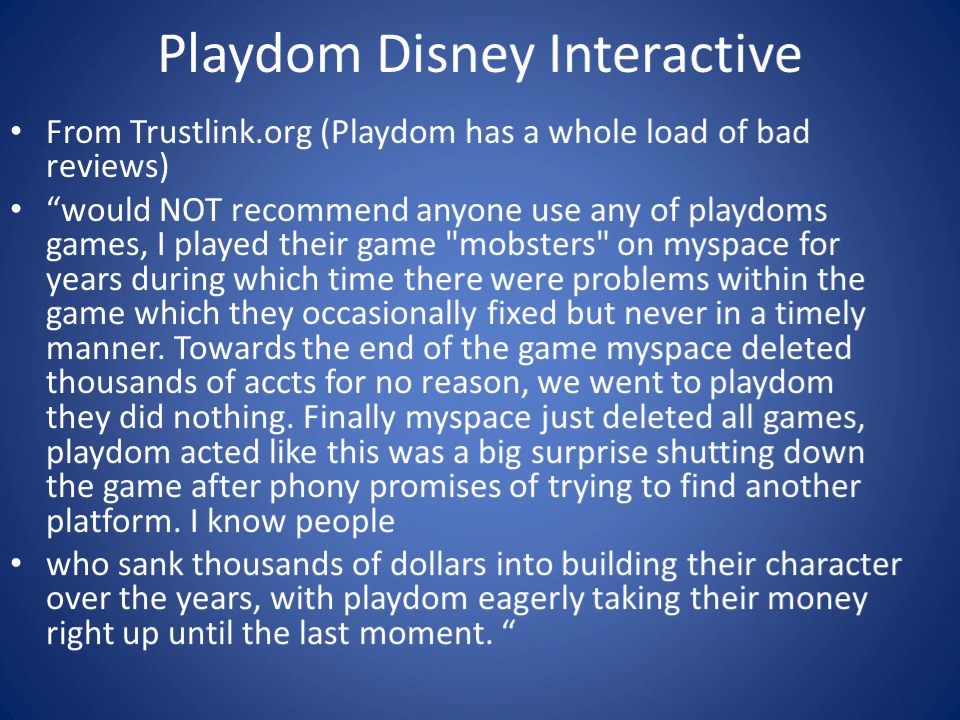 Playdom Disney Interactive
• From Trustlink.org (Playdom has a whole load of bad
reviews)
• “would NOT recommend anyone use any of playdoms
games, I played their game "mobsters" on myspace for
years during which time there were problems within the
game which they occasionally fixed but never in a timely
manner. Towards the end of the game myspace deleted
thousands of accts for no reason, we went to playdom
they did nothing. Finally myspace just deleted all games,
playdom acted like this was a big surprise shutting down
the game after phony promises of trying to find another
platform. I know people
• who sank thousands of dollars into building their character
over the years, with playdom eagerly taking their money
right up until the last moment. “